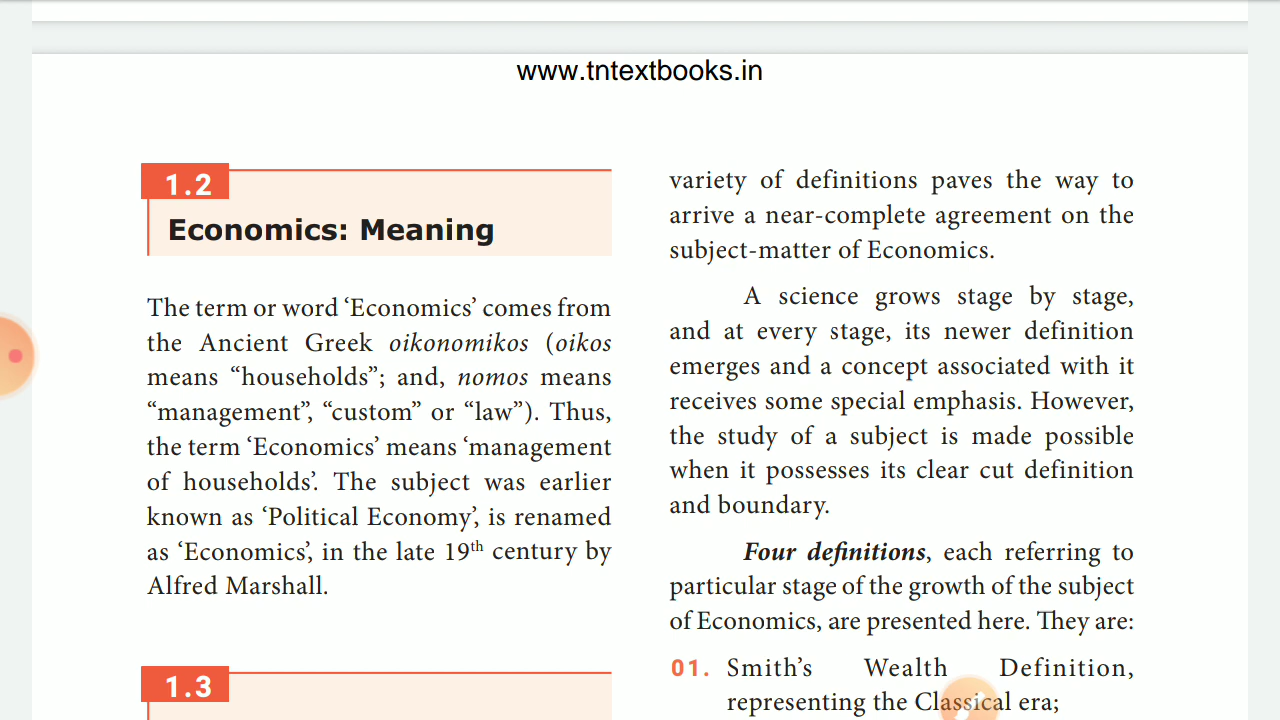 www.tntextbooks.in
1.2
Economics: Meaning
The term or word ‘Economics’ comes from
the Ancient Greek oikonomikos (oikos
means “households”; and, nomos means
“management”, “custom” or “law”). Thus,
the term ‘Economics’ means ‘management
of households’. The subject was earlier
known as ‘Political Economy’, is renamed
as ‘Economics’, in the late 19th century by
Alfred Marshall.
1.3
variety of definitions paves the way to
arrive a near-complete agreement on the
subject-matter of Economics.
A science grows stage by stage,
and at every stage, its newer definition
emerges and a concept associated with it
receives some special emphasis. However,
the study of a subject is made possible
when it possesses its clear cut definition
and boundary.
Four definitions, each referring to
particular stage of the growth of the subject
of Economics, are presented here. They are:
01. Smith’s Wealth Definition,
representing the Classical era;